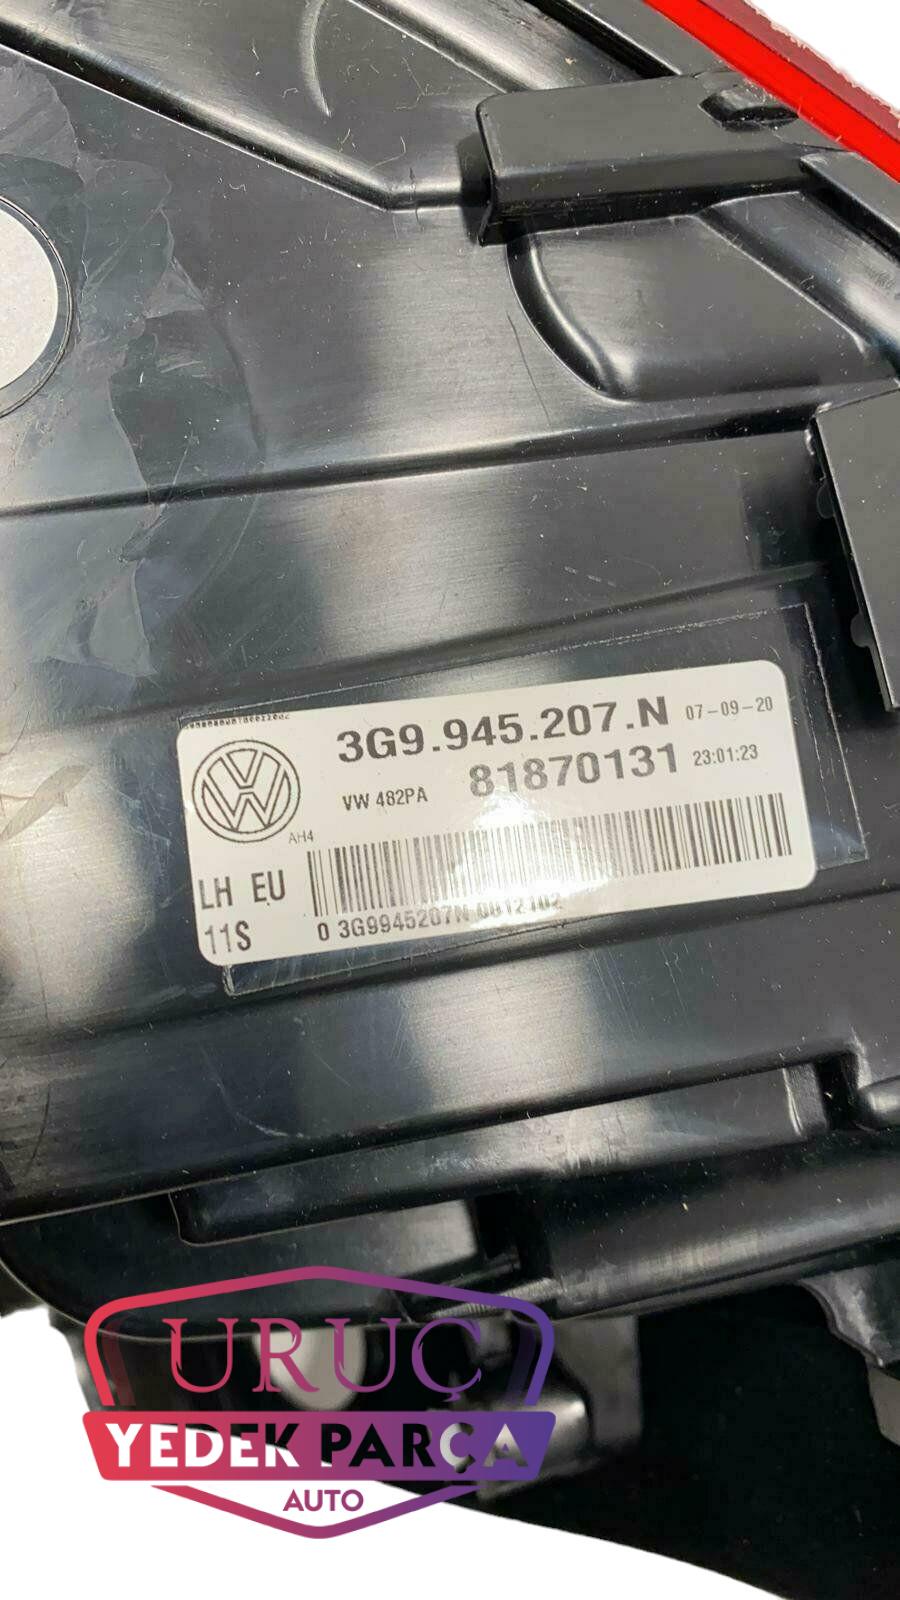 3G9.945.207.N 07-09-20
VW 482PA 81870131 23:01:23
AH4
LH EU
11S
0 3G9945207N 0012102
URUÇ
YEDEK PARÇA
AUTO